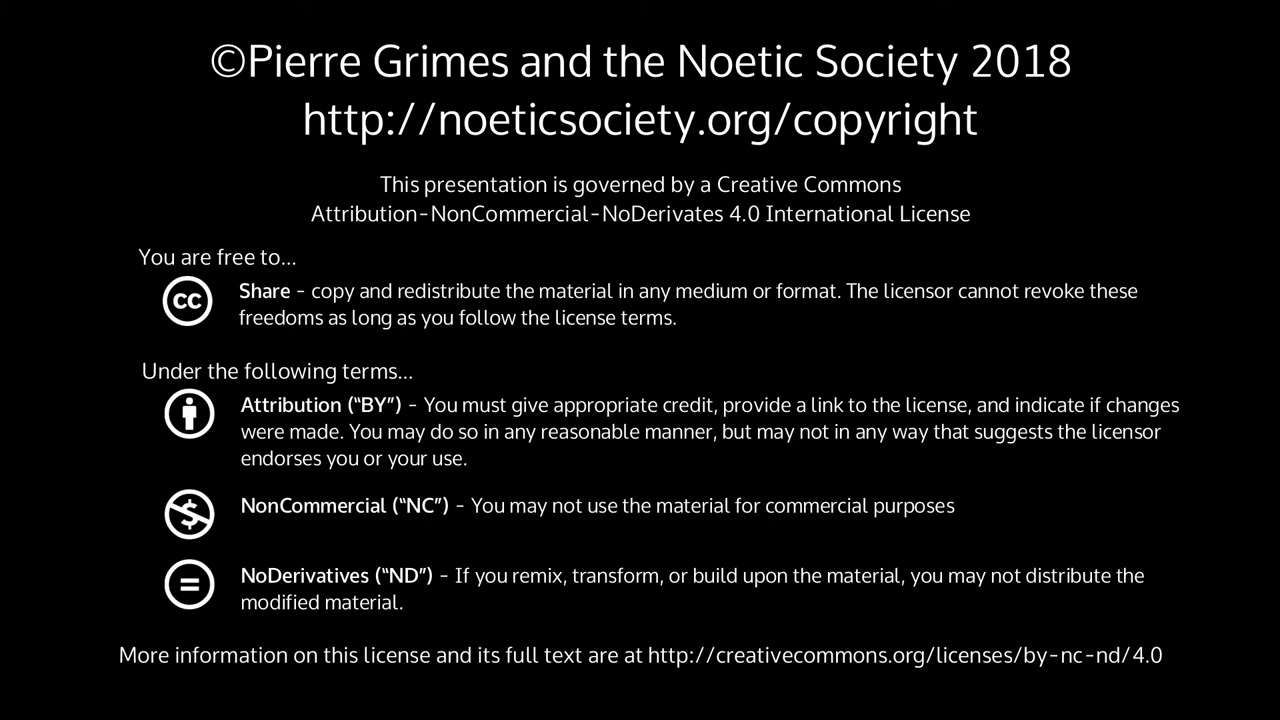 ©Pierre Grimes and the Noetic Society 2018
http://noeticsociety.org/copyright
This presentation is governed by a Creative Commons
Attribution-NonCommercial-NoDerivates 4.0 International License
You are free to...
cc
Share - copy and redistribute the material in any medium or format. The licensor cannot revoke these
freedoms as long as you follow the license terms.
Under the following terms...
Attribution (“BY”) - You must give appropriate credit, provide a link to the license, and indicate if changes
were made. You may do so in any reasonable manner, but may not in any way that suggests the licensor
endorses you or your use.
$
NonCommercial (“NC”) - You may not use the material for commercial purposes
=
NoDerivatives (“ND”) - If you remix, transform, or build upon the material, you may not distribute the
modified material.
More information on this license and its full text are at http://creativecommons.org/licenses/by-nc-nd/4.0